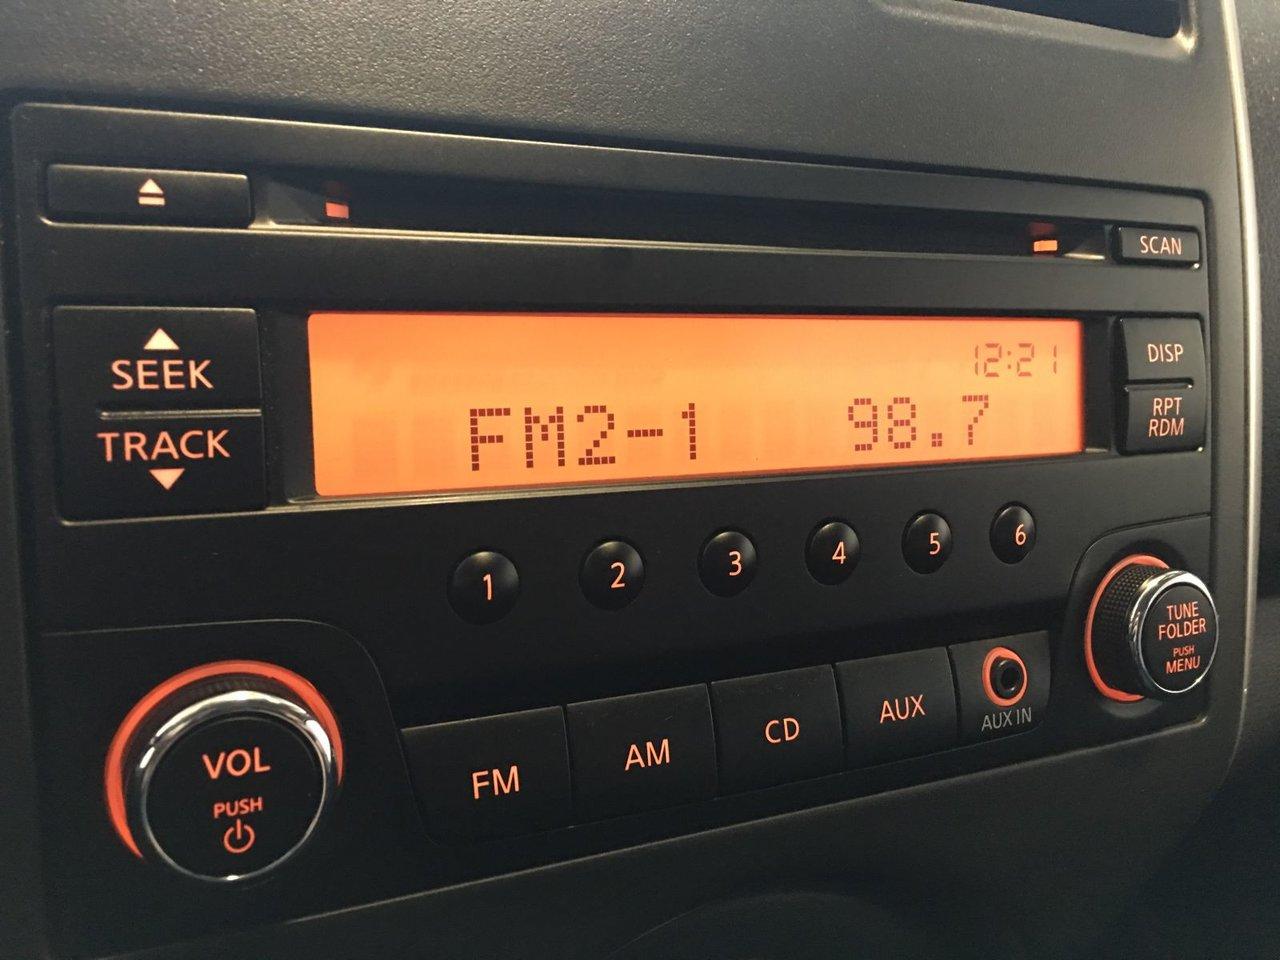 SCAN
12:21
FM2-1 98.7
SEEK
TRACK
DISP
RPT
RDM
1 2 3 4 5 6
TUNE
FOLDER
PUSH
MENU
VOL
PUSH
FM AM CD AUX
AUX IN